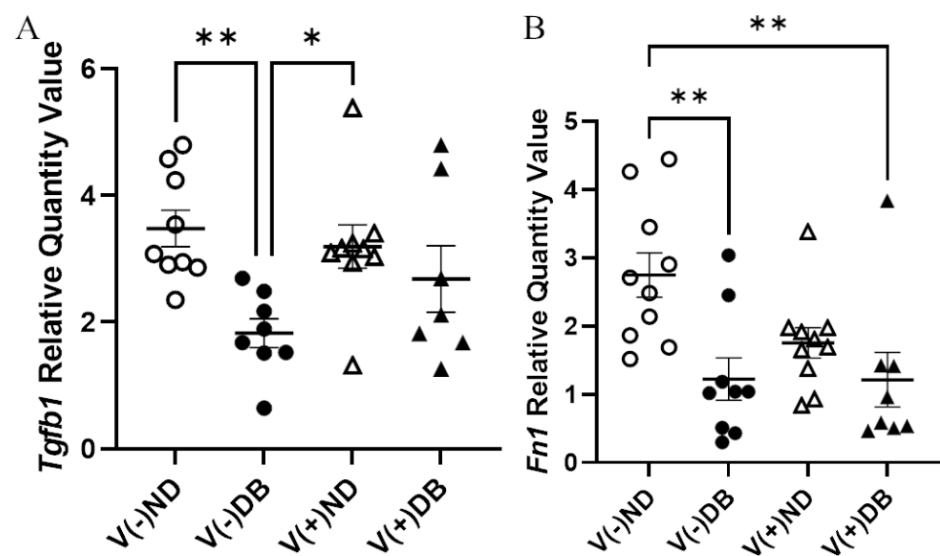 A
** *
Tgfb1 Relative Quantity Value
6
4
2
0
V(-)ND V(-)DB V(+)ND V(+)DB
B
**
**
Fn1 Relative Quantity Value
5
4
3
2
1
0
V(-)ND V(-)DB V(+)ND V(+)DB